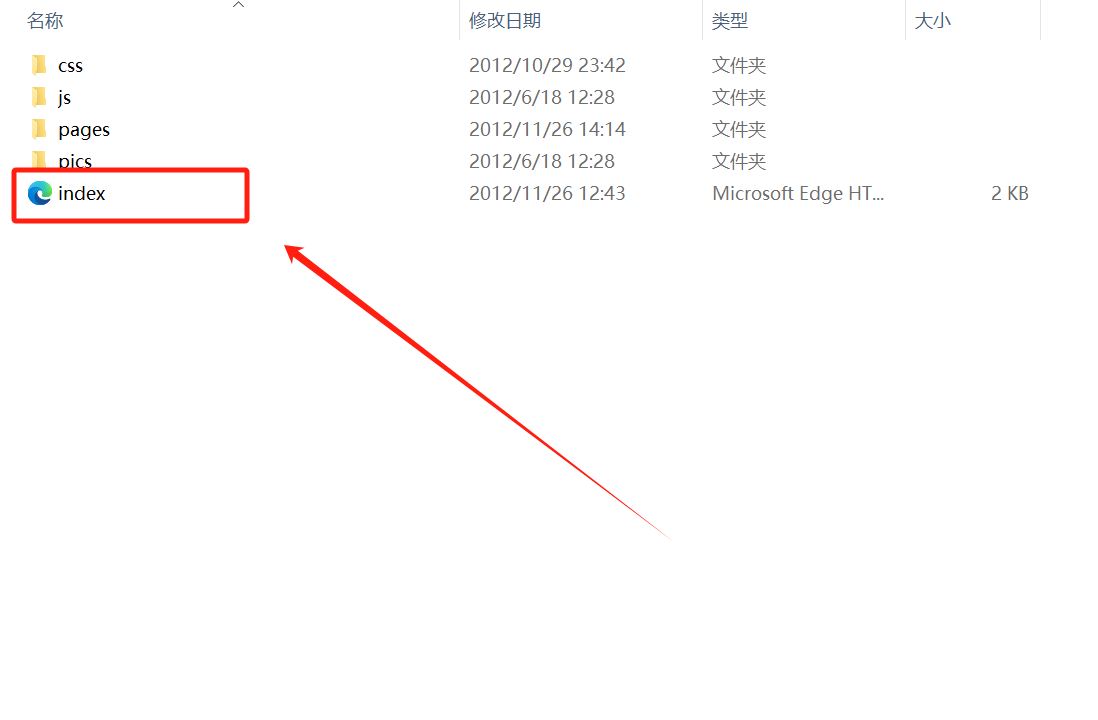 名称 修改日期 类型 大小
css 2012/10/29 23:42 文件夹
js 2012/6/18 12:28 文件夹
pages 2012/11/26 14:14 文件夹
pics 2012/6/18 12:28 文件夹
index 2012/11/26 12:43 Microsoft Edge HT... 2 KB